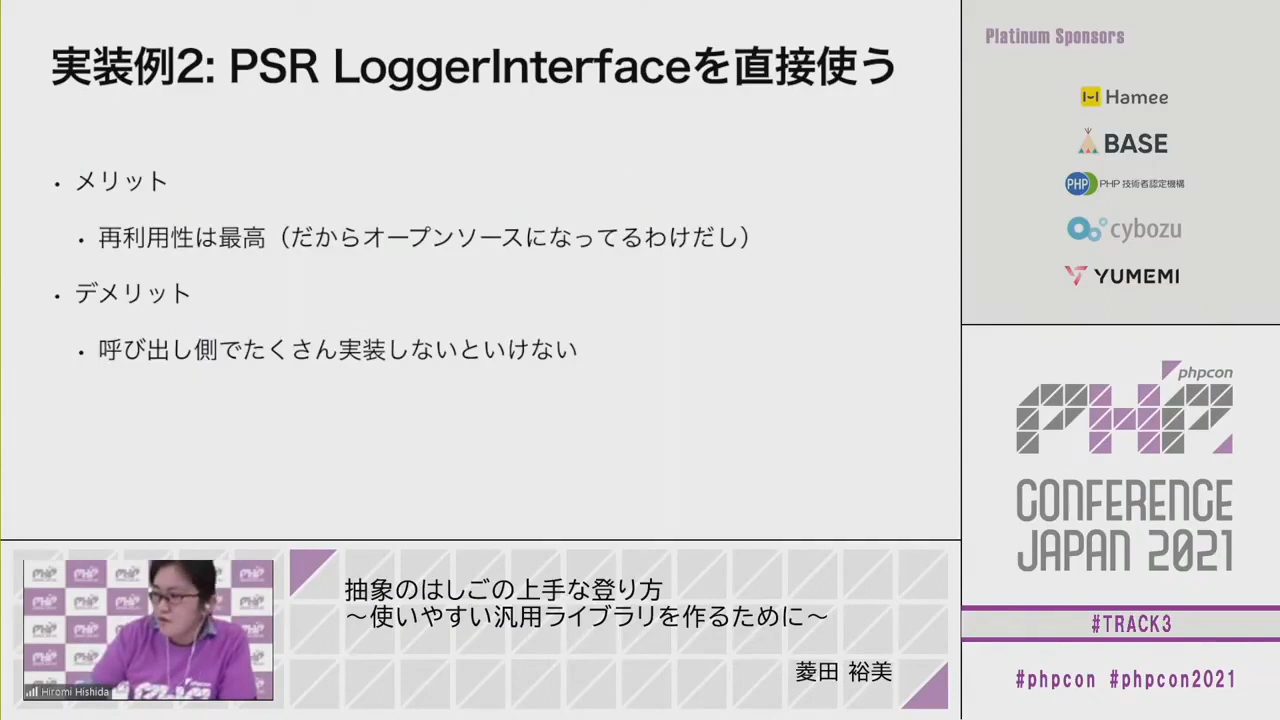 実装例2: PSR LoggerInterfaceを直接使う
・メリット
・再利用性は最高（だからオープンソースになってるわけだし）
・デメリット
・呼び出し側でたくさん実装しないといけない
Platinum Sponsors
Hamee
BASE
PHP PHP 技術者認定機構
cybozu
YUMEMI
phpcon
PHP
CONFERENCE
JAPAN 2021
#TRACK3
#phpcon #phpcon2021
抽象のはしごの上手な登り方
〜使いやすい汎用ライブラリを作るために〜
菱田 裕美
Hiromi Hishida